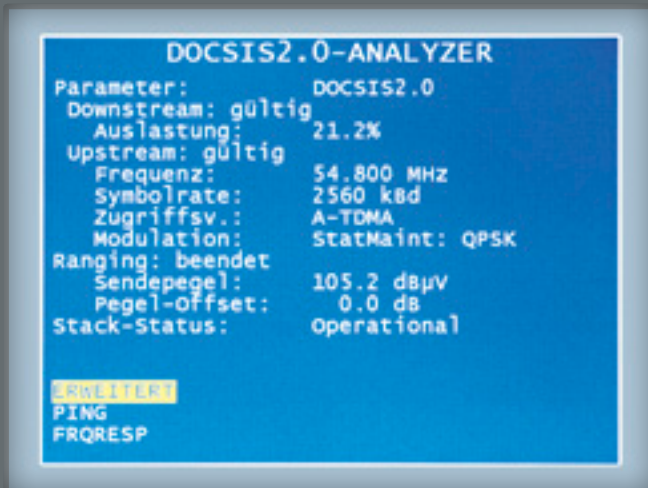 DOCSIS2.0-ANALYZER
Parameter: DOCSIS2.0
Downstream: gültig
Auslastung: 21.2%
Upstream: gültig
Frequenz: 54.800 MHz
Symbolrate: 2560 kBd
Zugriffsv.: A-TDMA
Modulation: StatMaint: QPSK
Ranging: beendet
Sendepegel: 105.2 dBµV
Pegel-Offset: 0.0 dB
Stack-Status: Operational
ERWEITERT
PING
FRQRESP